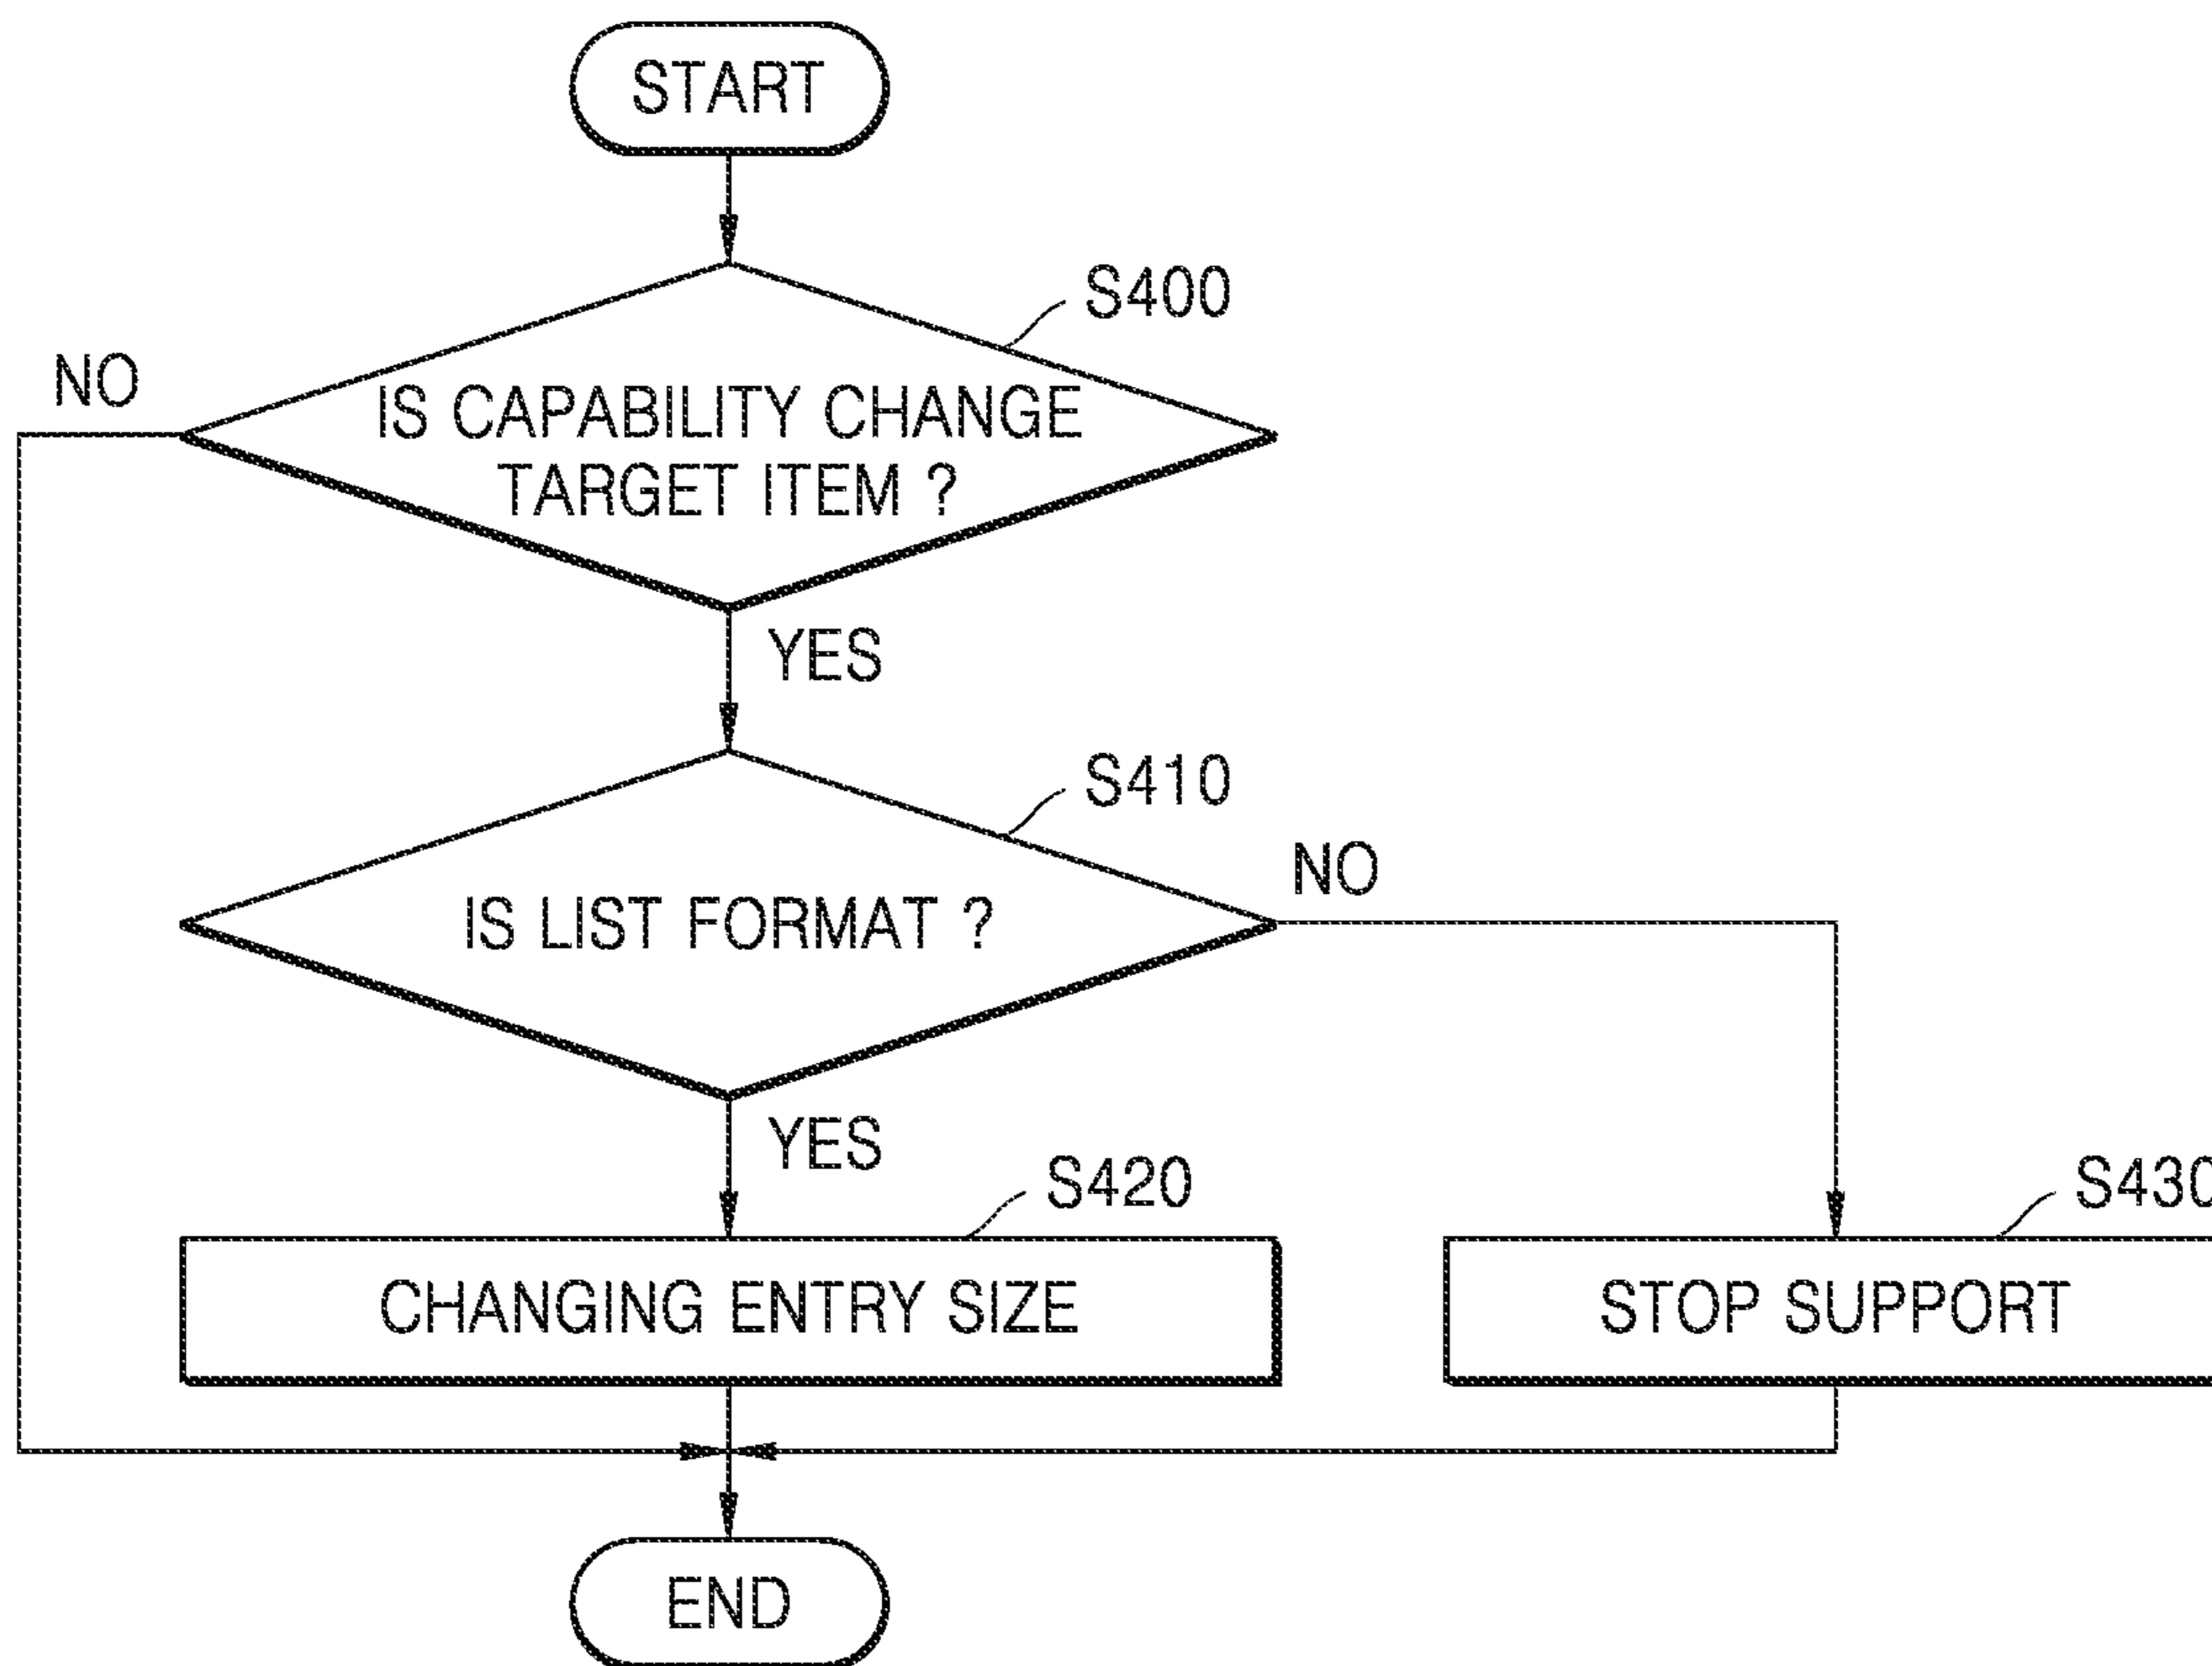 START
S400
NO
IS CAPABILITY CHANGE
TARGET ITEM ?
YES
S410
NO
IS LIST FORMAT ?
YES
S420
S430
CHANGING ENTRY SIZE
STOP SUPPORT
END